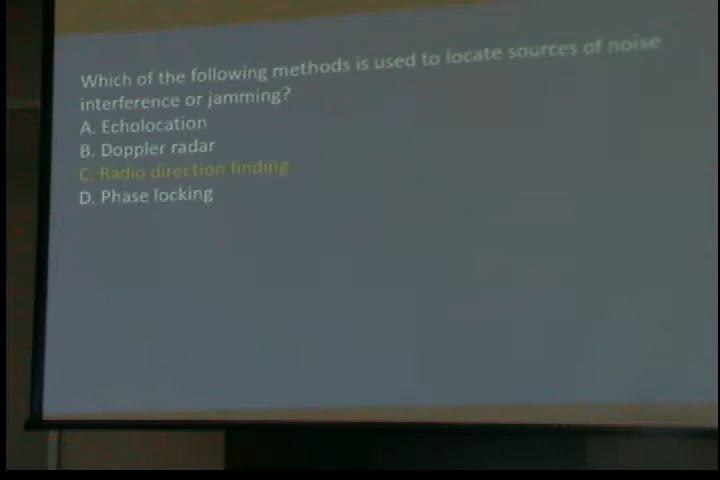 Which of the following methods is used to locate sources of noise
interference or jamming?
A. Echolocation
B. Doppler radar
C. Radio direction finding
D. Phase locking